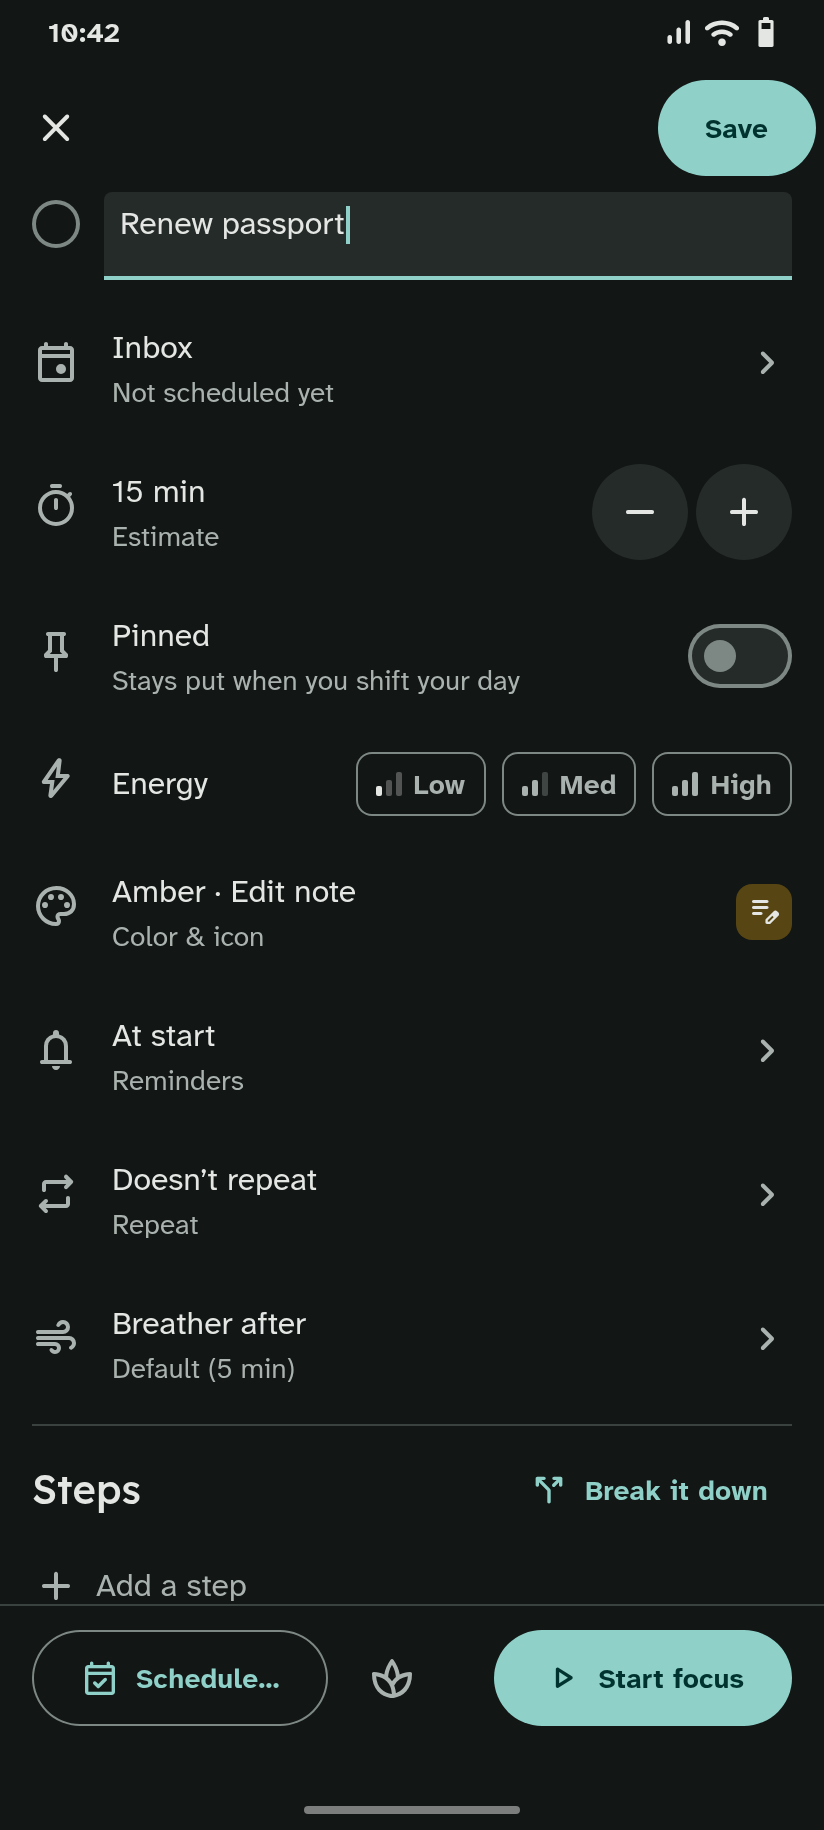 10:42
Save
Renew passport
Inbox
Not scheduled yet
15 min
Estimate
Pinned
Stays put when you shift your day
Energy
Low
Med
High
Amber · Edit note
Color & icon
At start
Reminders
Doesn’t repeat
Repeat
Breather after
Default (5 min)
Steps
Break it down
Add a step
Schedule…
Start focus